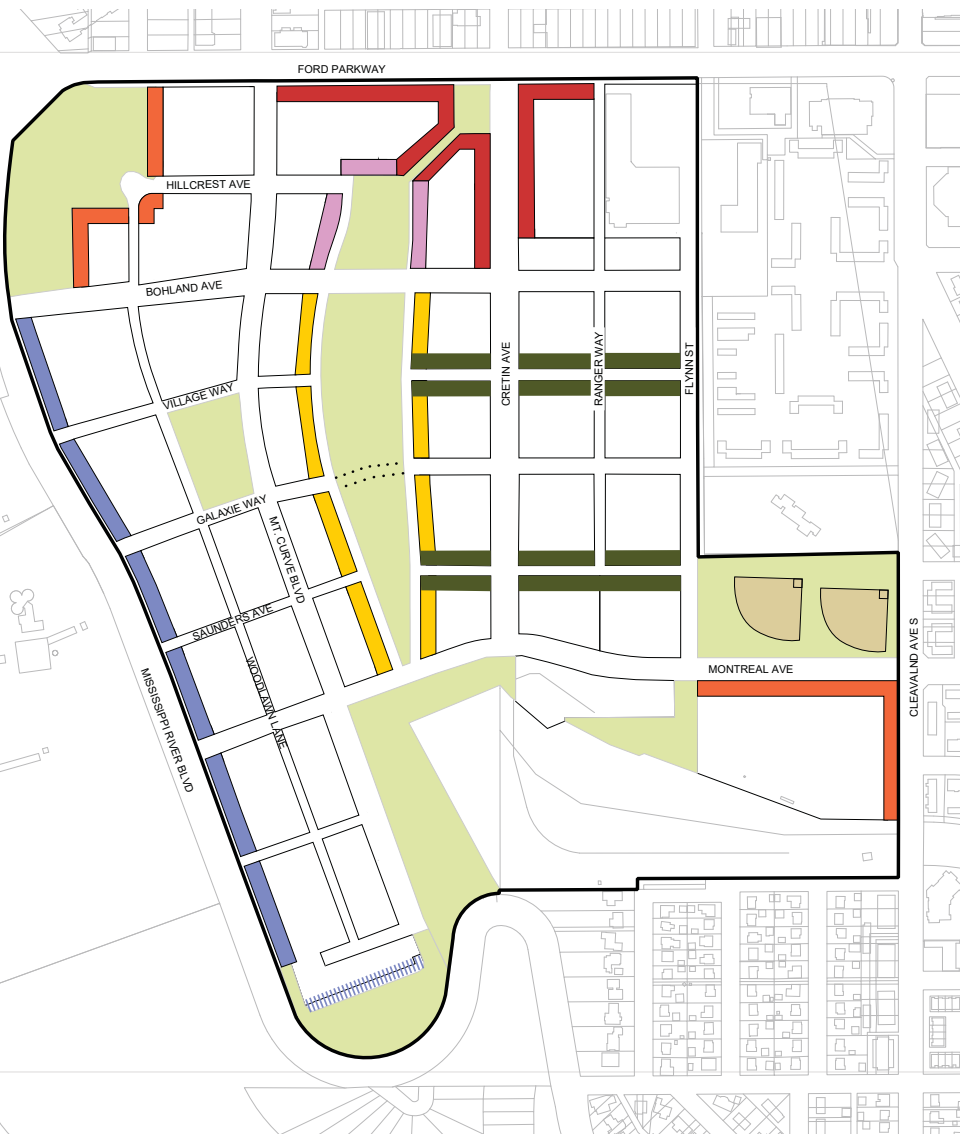 FORD PARKWAY
HILLCREST AVE
BOHLAND AVE
CRETIN AVE
RANGER WAY
FLYNN ST
VILLAGE WAY
GALAXIE WAY
MT. CURVE BLVD
SAUNDERS AVE
WOODLAWN LANE
MISSISSIPPI RIVER BLVD
MONTREAL AVE
CLEAVALND AVE S